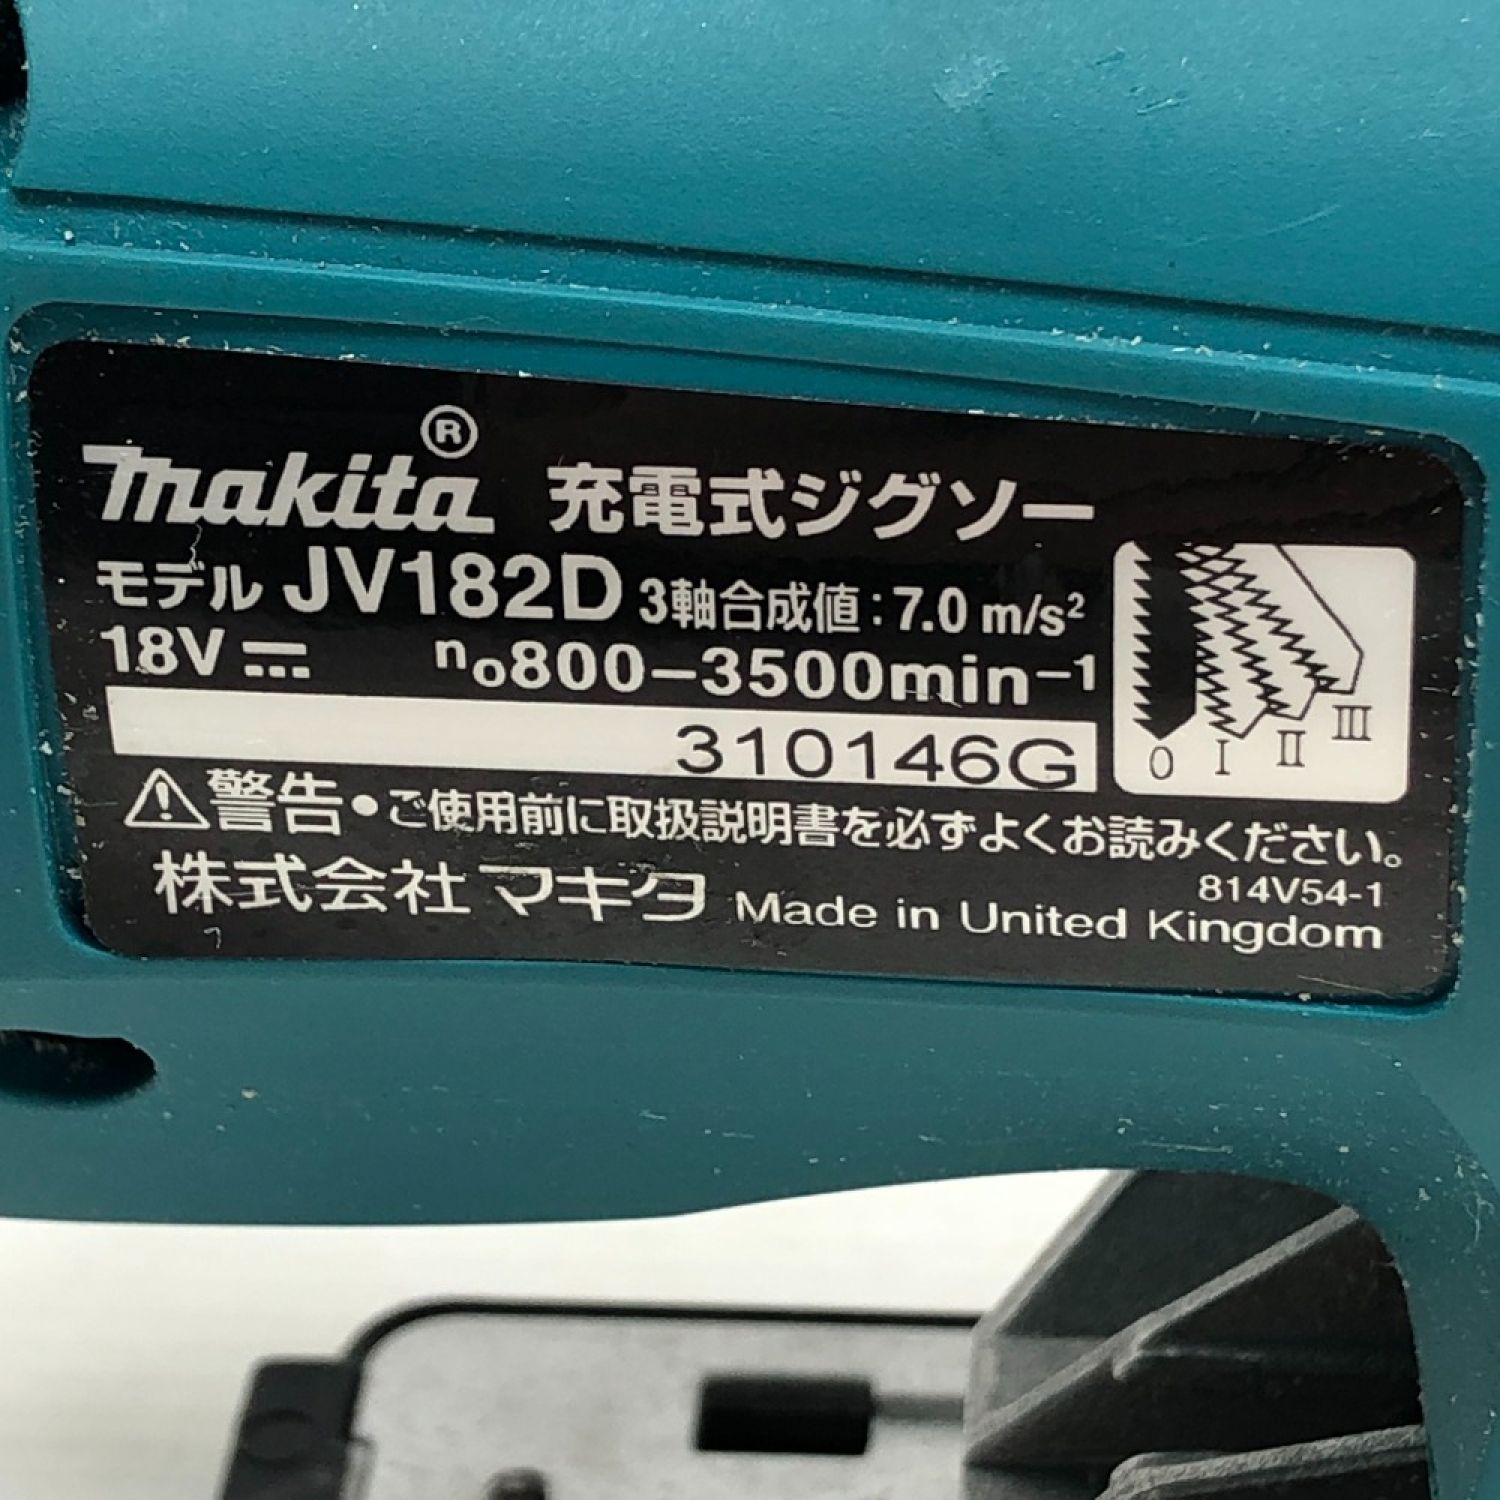 makita® 充電式ジグソー
モデル JV182D 3軸合成値:7.0 m/s²
18V ⎓ no800-3500min-1
310146G
0 I II III
⚠警告・ご使用前に取扱説明書を必ずよくお読みください。
814V54-1
株式会社マキタ Made in United Kingdom